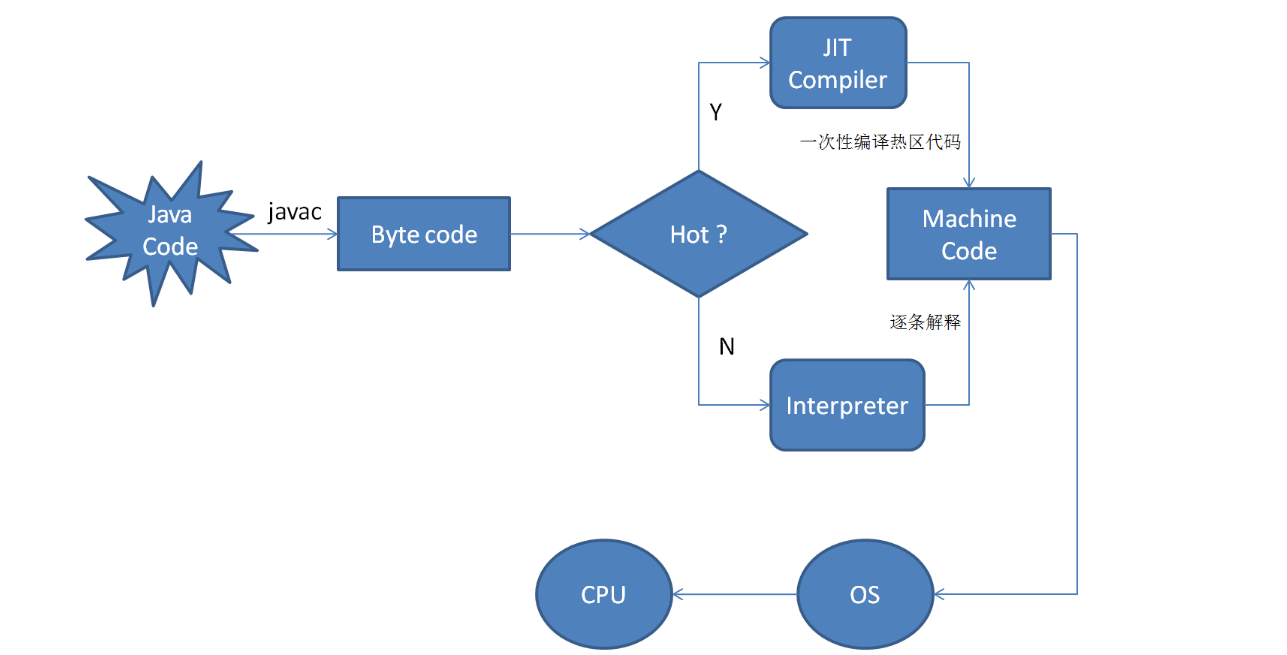 JIT
Compiler
Y
一次性编译热区代码
Java
Code
javac
Byte code
Hot ?
Machine
Code
逐条解释
N
Interpreter
CPU
OS